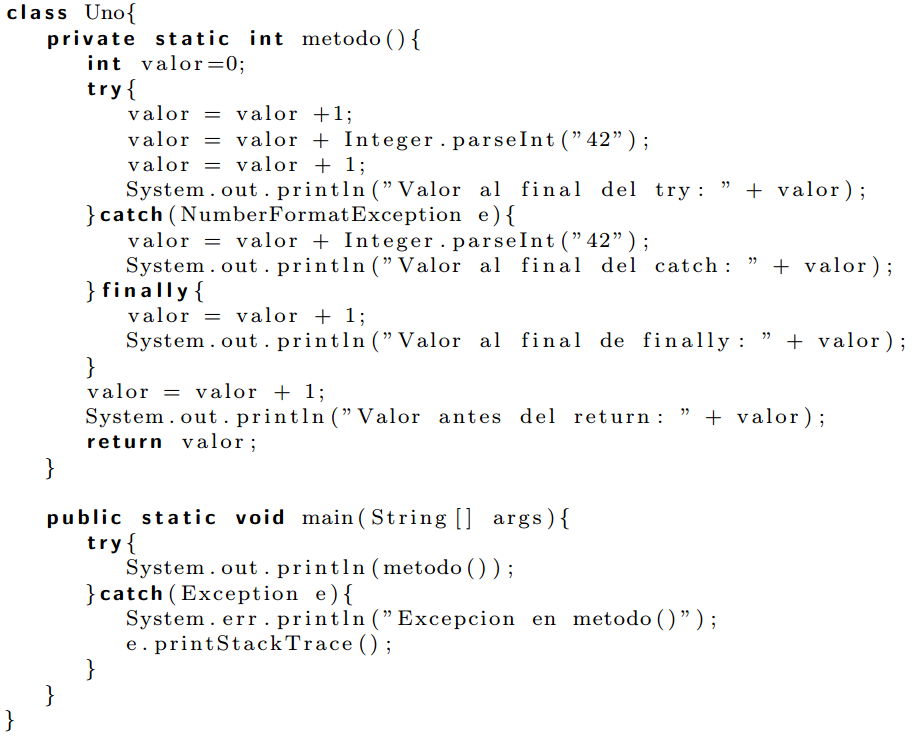 class Uno{
private static int metodo(){
int valor=0;
try{
valor = valor +1;
valor = valor + Integer.parseInt("42");
valor = valor + 1;
System.out.println("Valor al final del try: " + valor);
}catch(NumberFormatException e){
valor = valor + Integer.parseInt("42");
System.out.println("Valor al final del catch: " + valor);
}finally{
valor = valor + 1;
System.out.println("Valor al final de finally: " + valor);
}
valor = valor + 1;
System.out.println("Valor antes del return: " + valor);
return valor;
}
public static void main(String[] args){
try{
System.out.println(metodo());
}catch(Exception e){
System.err.println("Excepcion en metodo()");
e.printStackTrace();
}
}
}